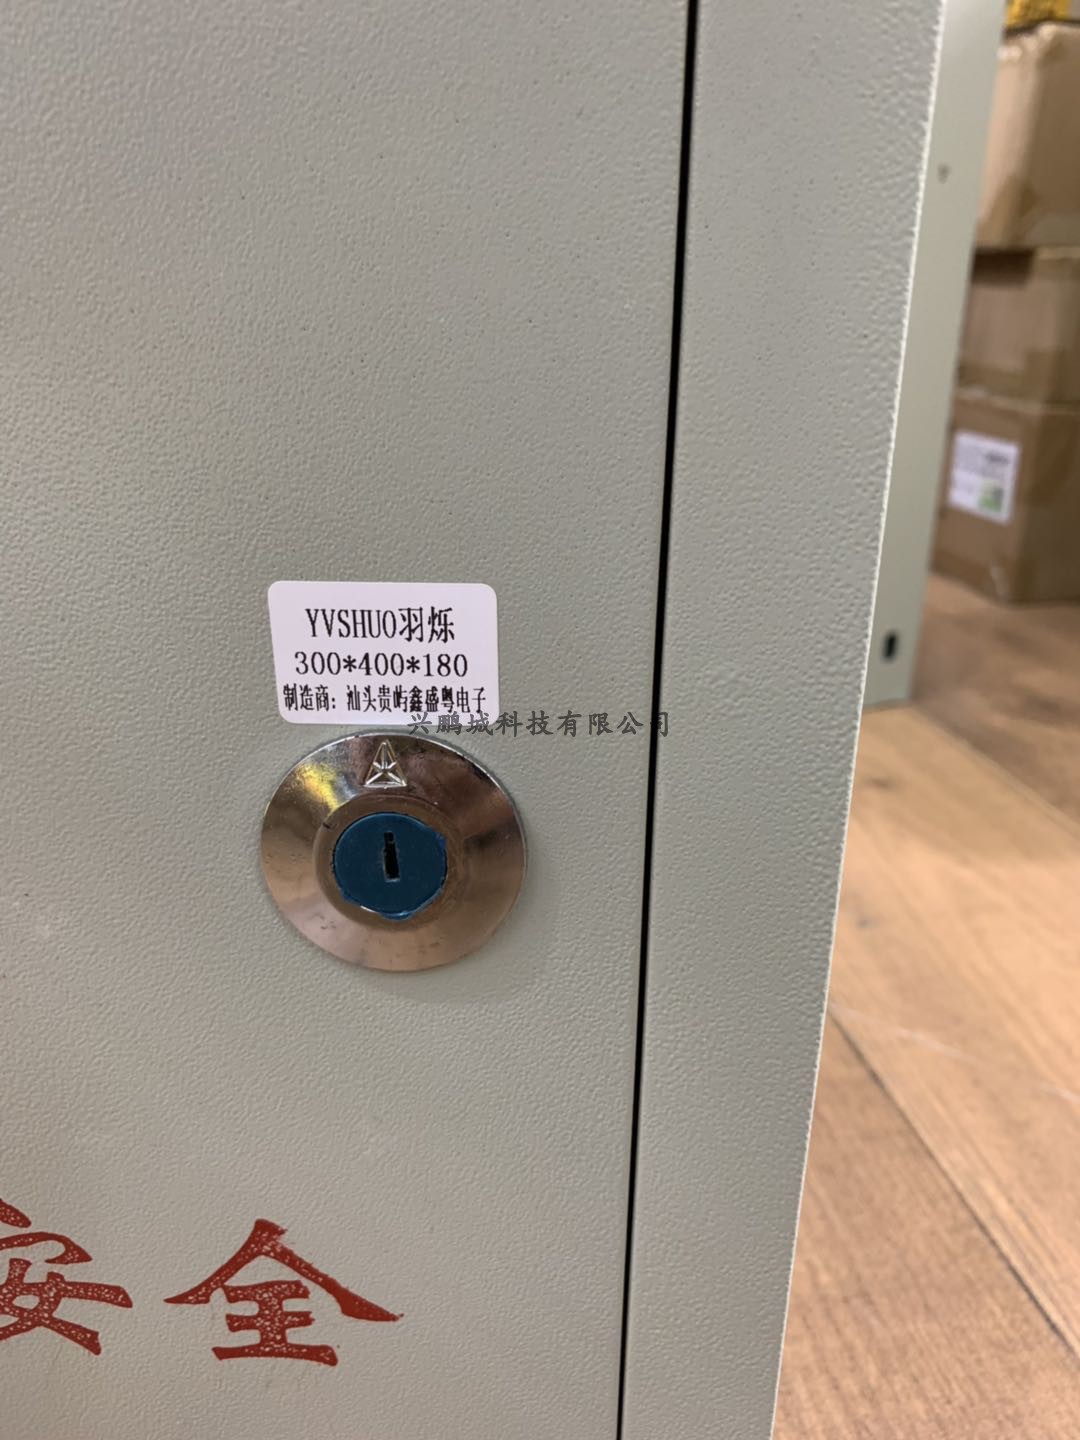 YVSHUO羽烁
300*400*180
制造商：汕头贵屿鑫盛粤电子
兴鹏城科技有限公司
安全